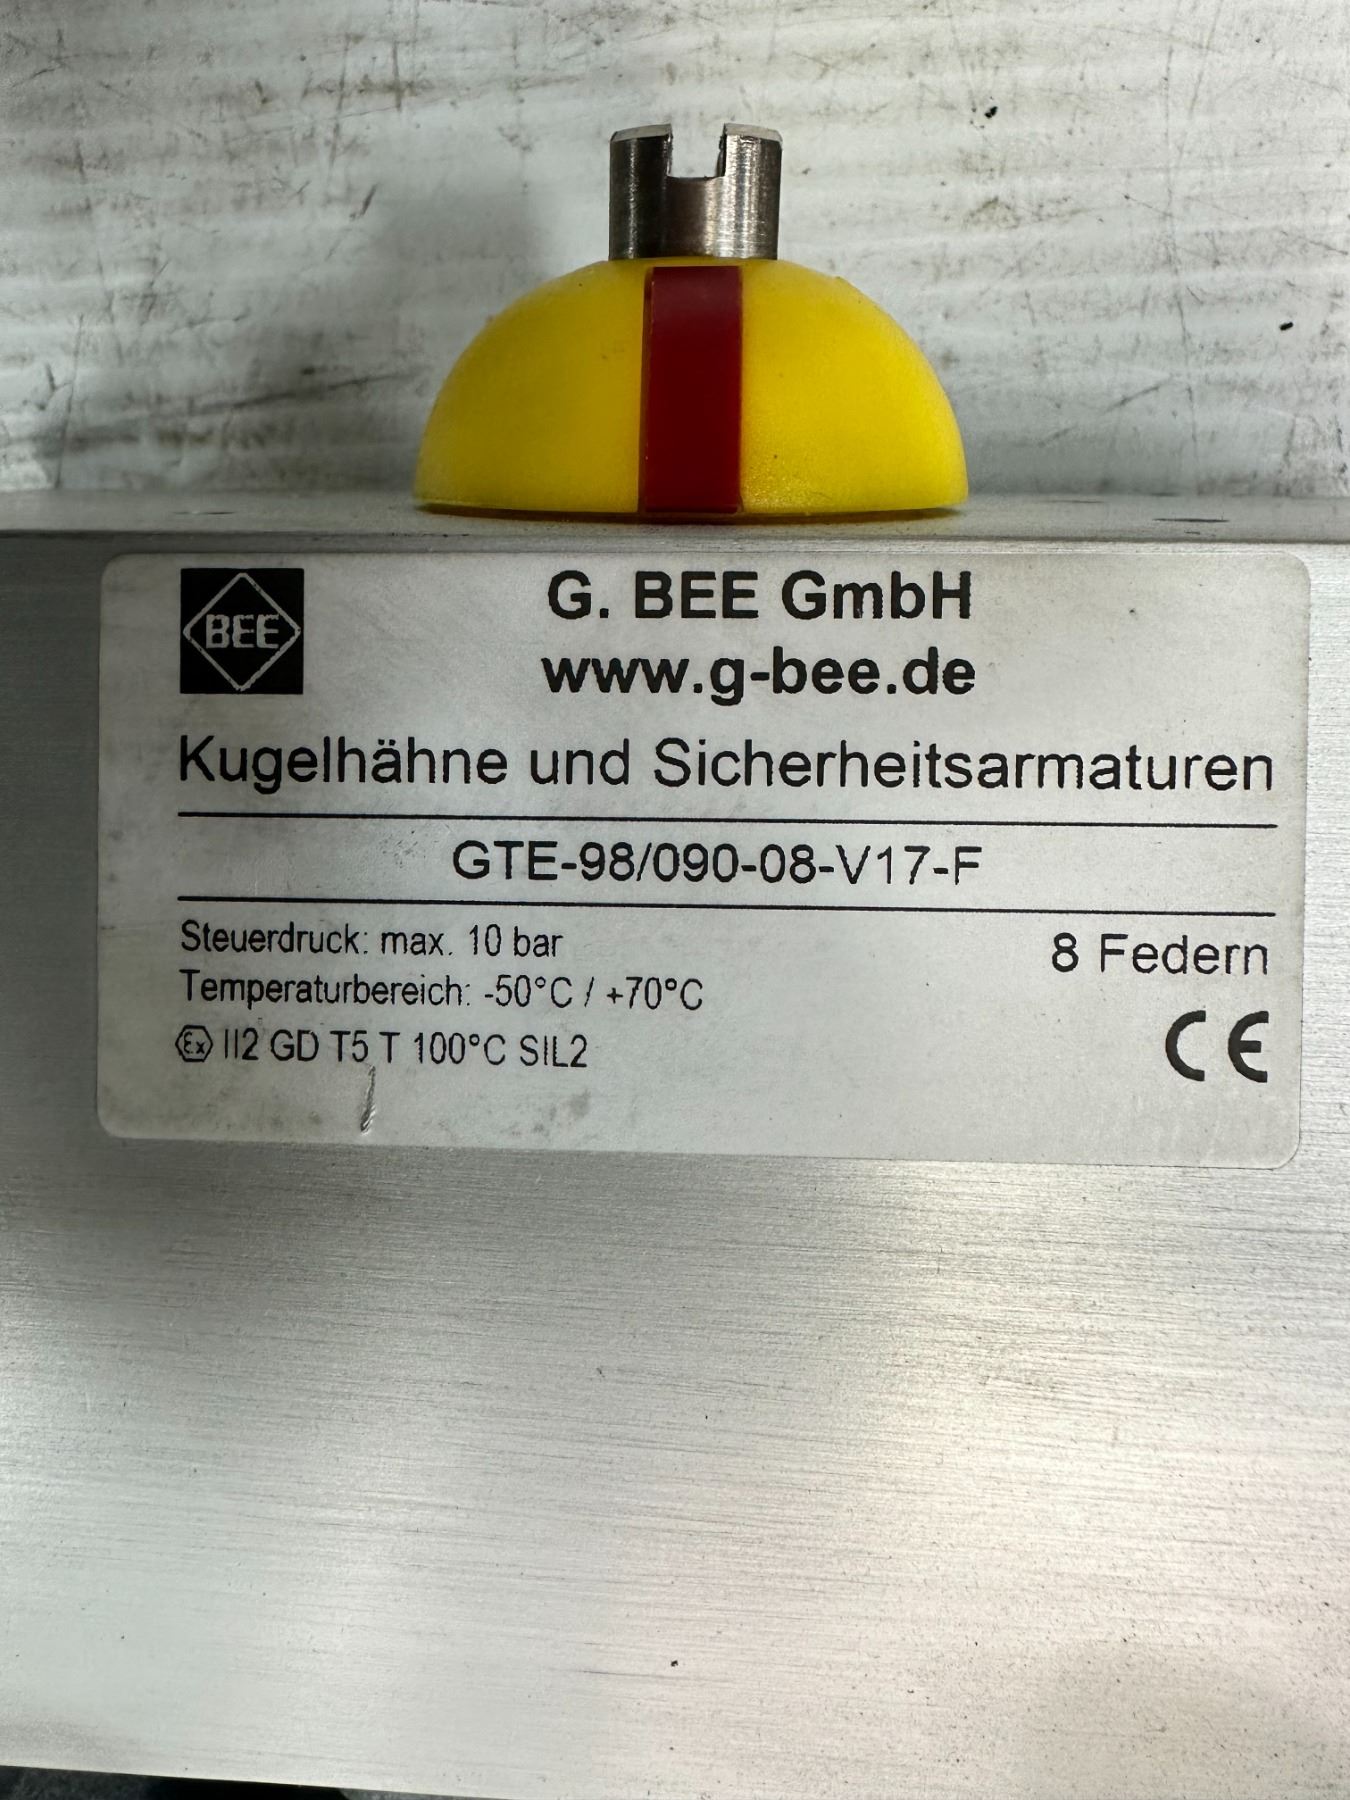 BEE
G. BEE GmbH
www.g-bee.de
Kugelhähne und Sicherheitsarmaturen
GTE-98/090-08-V17-F
Steuerdruck: max. 10 bar
8 Federn
Temperaturbereich: -50°C / +70°C
Ex II2 GD T5 T 100°C SIL2
CE